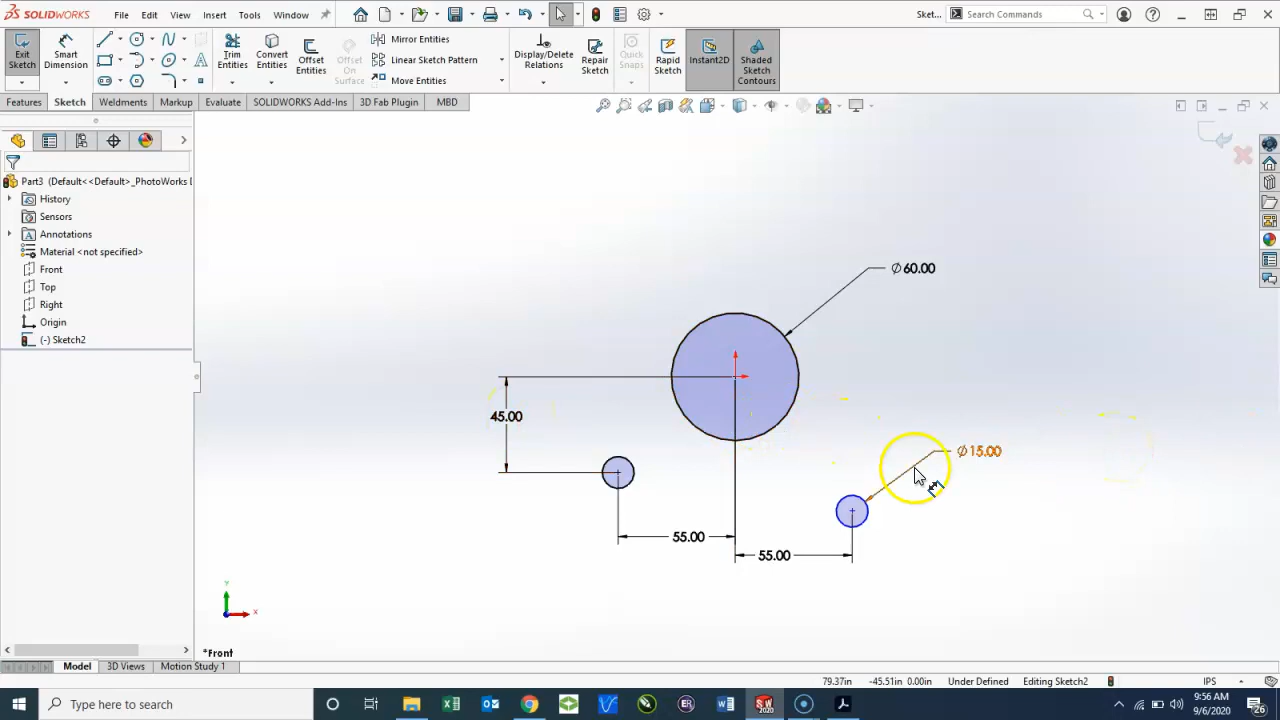 SOLIDWORKS File Edit View Insert Tools Window Sket... Search Commands
Exit Sketch Smart Dimension Trim Entities Convert Entities Offset Entities Offset On Surface Mirror Entities Linear Sketch Pattern Move Entities Display/Delete Relations Repair Sketch Quick Snaps Rapid Sketch Instant2D Shaded Sketch Contours
Features Sketch Weldments Markup Evaluate SOLIDWORKS Add-Ins 3D Fab Plugin MBD
Part3 (Default<<Default>_PhotoWorks
History
Sensors
Annotations
Material <not specified>
Front
Top
Right
Origin
(-) Sketch2
Ø60.00
45.00
Ø15.00
55.00
55.00
Y
X
*Front
Model 3D Views Motion Study 1
79.37in -45.51in 0.00in Under Defined Editing Sketch2 IPS
Type here to search
9:56 AM
9/6/2020
26